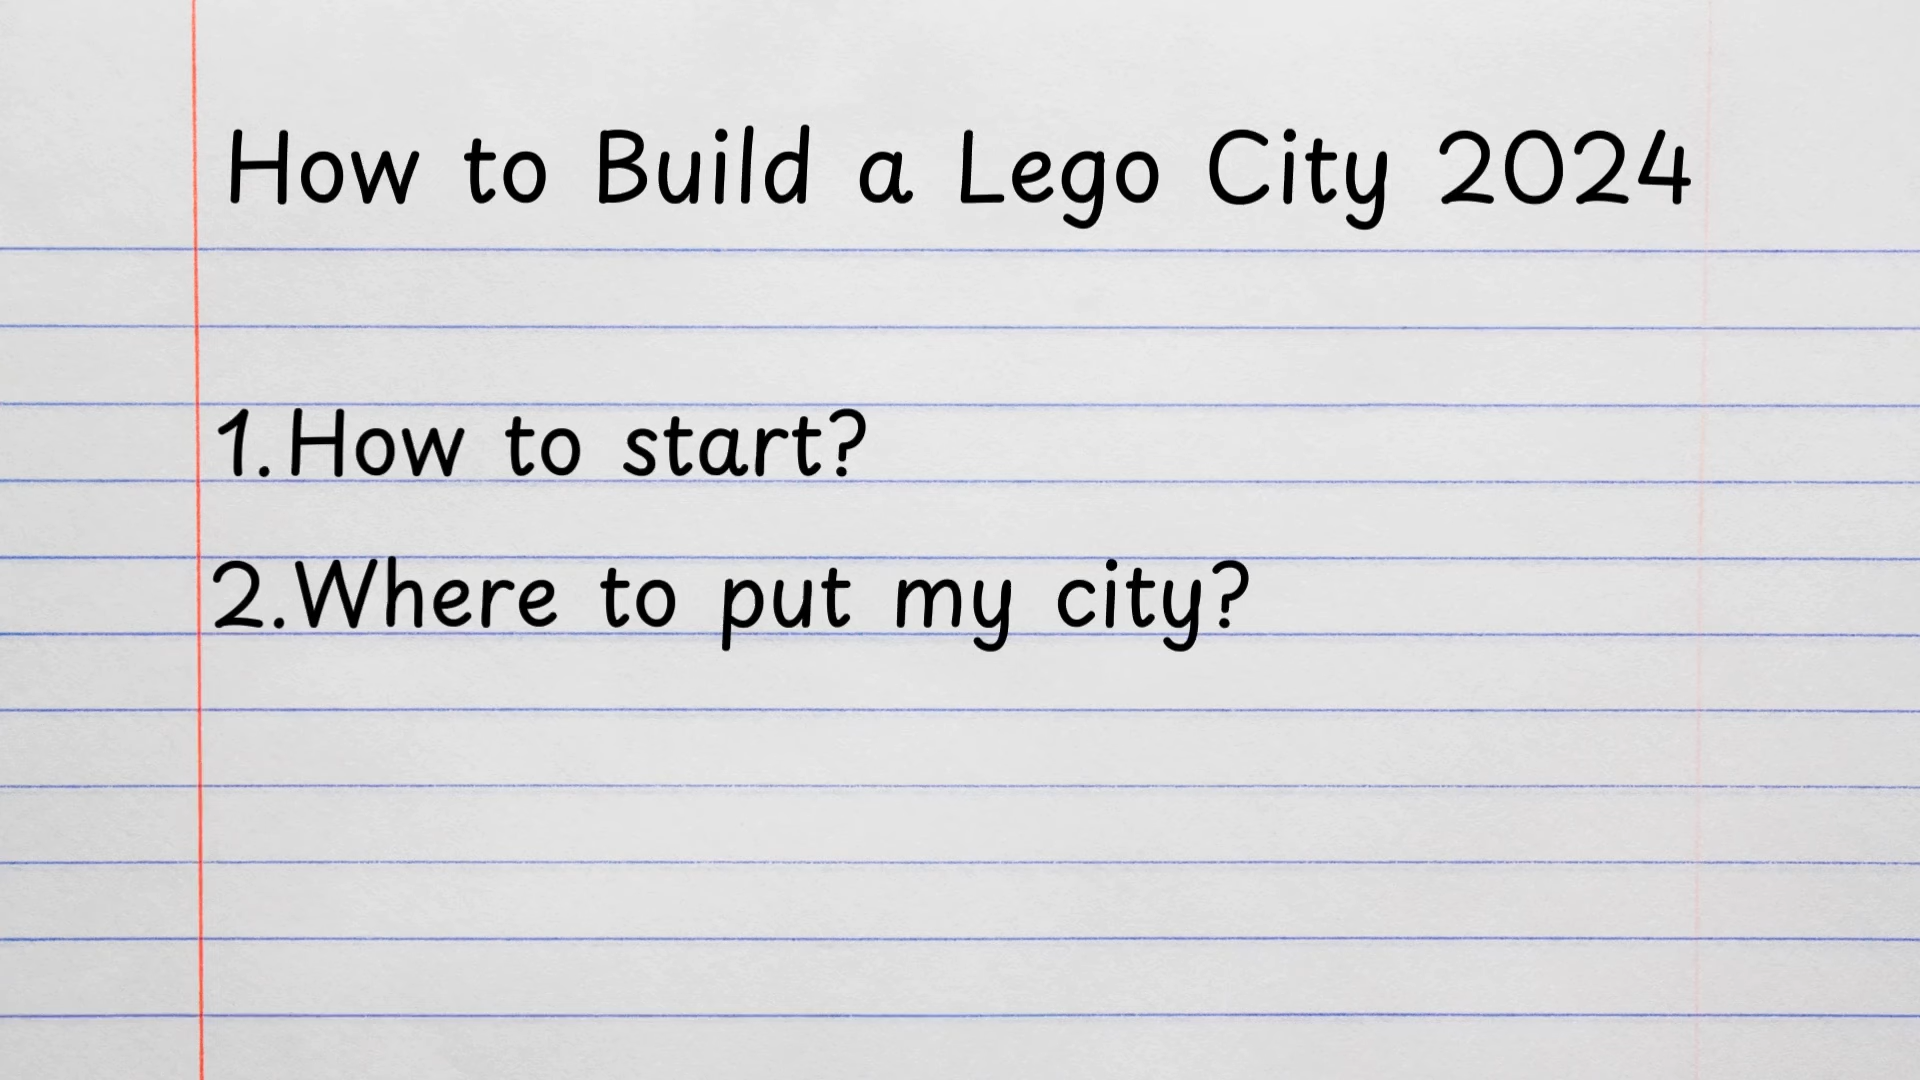 How to Build a Lego City 2024
1.How to start?
2.Where to put my city?